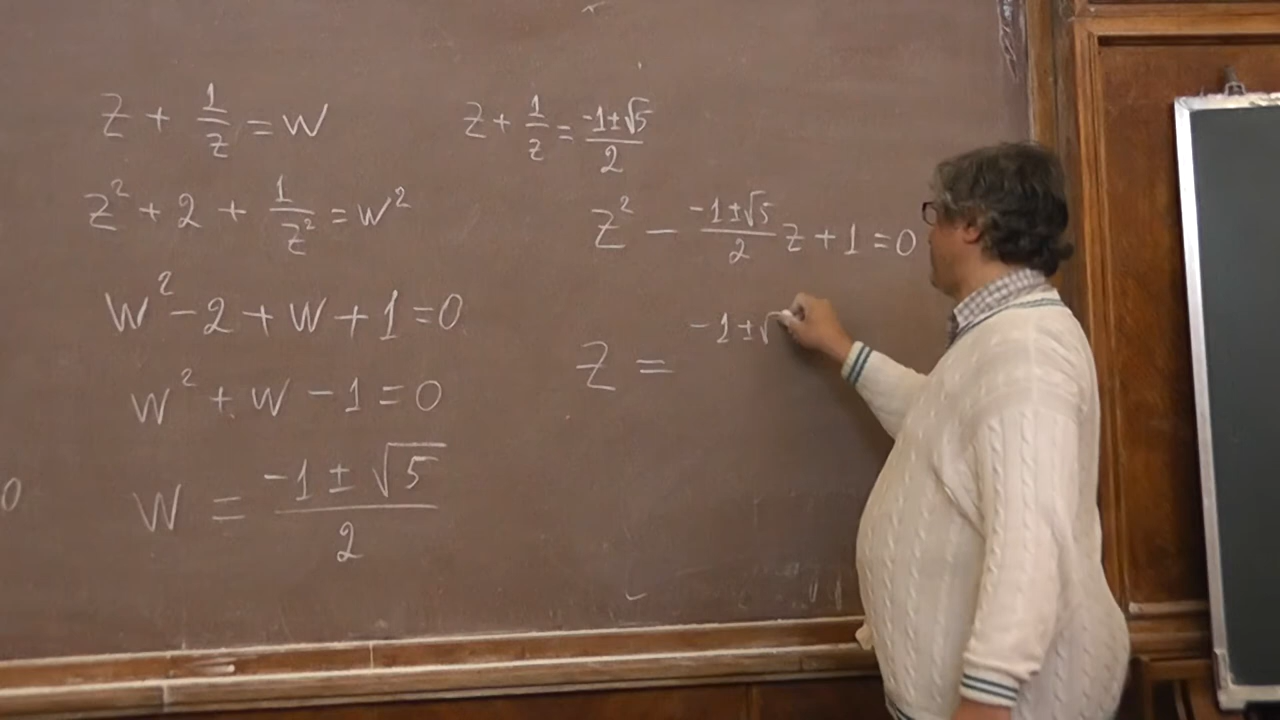 z + 1/z = w
z² + 2 + 1/z² = w²
w² - 2 + w + 1 = 0
w² + w - 1 = 0
w = (-1 ± √5)/2
0
z + 1/z = (-1 ± √5)/2
z² - (-1 ± √5)/2 z + 1 = 0
z = -1 ± √